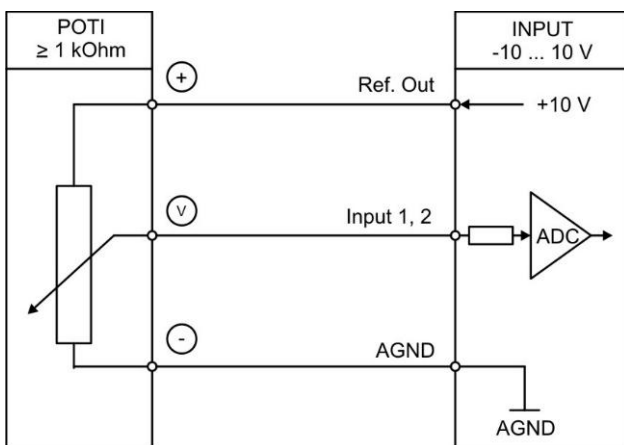 POTI
≥ 1 kOhm
INPUT
-10 ... 10 V
+
Ref. Out
+10 V
V
Input 1, 2
ADC
-
AGND
AGND